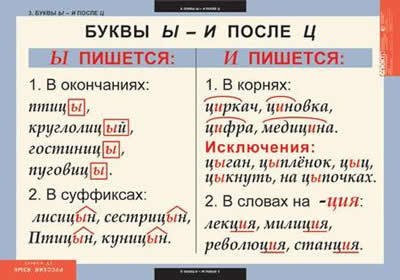 3. БУКВЫ Ы – И ПОСЛЕ Ц
БУКВЫ Ы – И ПОСЛЕ Ц
Ы ПИШЕТСЯ:
1. В окончаниях:
птицы,
круглолицый,
гостиницы,
пуговицы.
2. В суффиксах:
лисицын, сестрицын,
Птицын, куницын.
И ПИШЕТСЯ:
1. В корнях:
циркач, циновка,
цифра, медицина.
Исключения:
цыган, цыплёнок, цыц,
цыкнуть, на цыпочках.
2. В словах на -ция:
лекция, милиция,
революция, станция.
РУССКИЙ ЯЗЫК